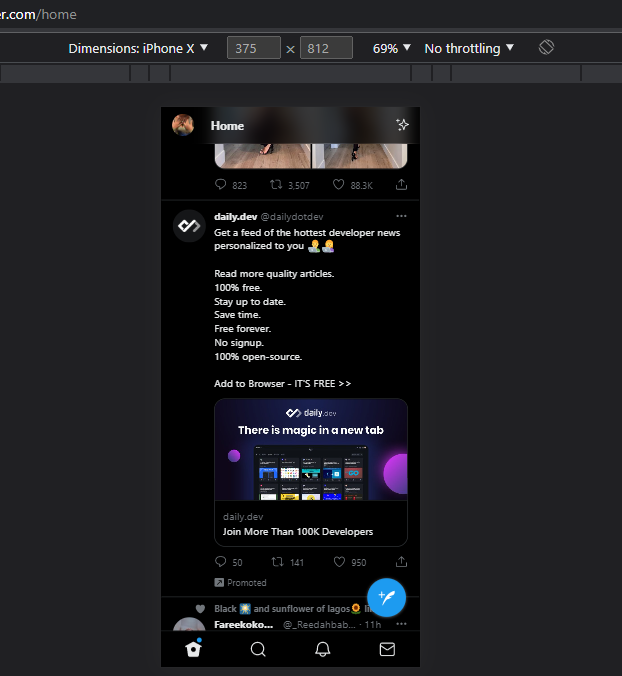 er.com/home
Dimensions: iPhone X ▼ 375 × 812 69% ▼ No throttling ▼
Home
823 3,507 88.3K
daily.dev @dailydotdev
Get a feed of the hottest developer news
personalized to you
Read more quality articles.
100% free.
Stay up to date.
Save time.
Free forever.
No signup.
100% open-source.
Add to Browser - IT'S FREE >>
daily.dev
There is magic in a new tab
daily.dev
Join More Than 100K Developers
50 141 950
Promoted
Black and sunflower of lagos
Fareekoko... @_Reedahbab... · 11h